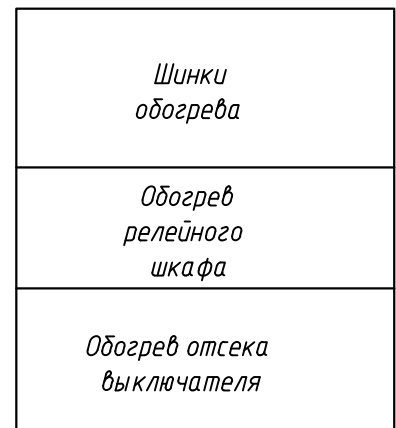 Шинки
обогрева
Обогрев
релейного
шкафа
Обогрев отсека
выключателя